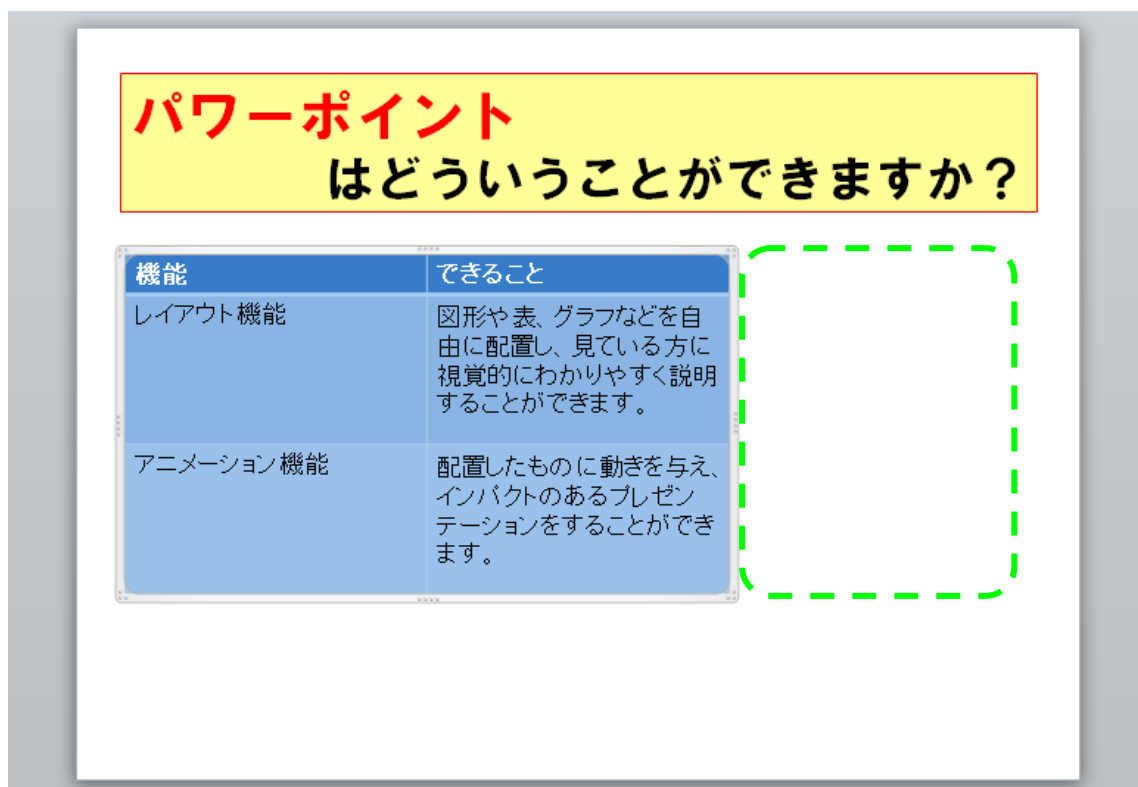 パワーポイント
はどういうことができますか？
機能
できること
レイアウト機能
図形や表、グラフなどを自
由に配置し、見ている方に
視覚的にわかりやすく説明
することができます。
アニメーション機能
配置したものに動きを与え、
インパクトのあるプレゼン
テーションをすることができ
ます。